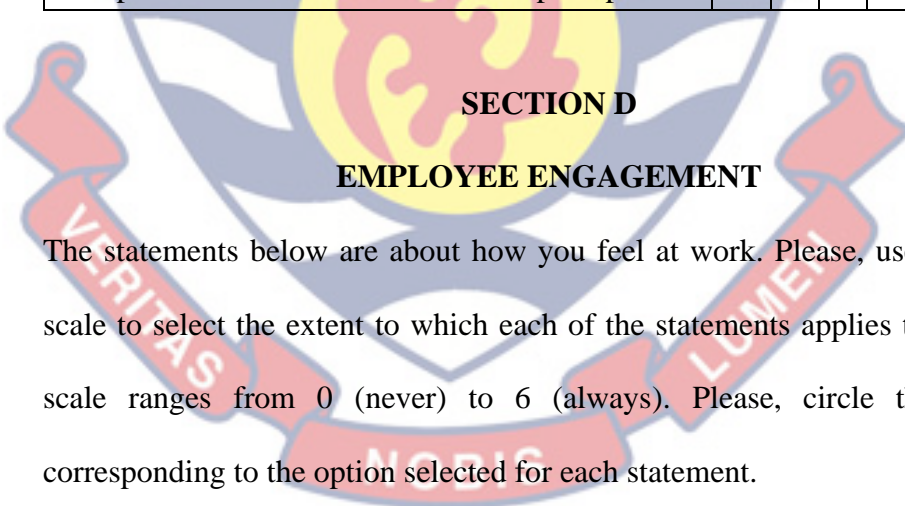 SECTION D
EMPLOYEE ENGAGEMENT
The statements below are about how you feel at work. Please, use
scale to select the extent to which each of the statements applies
scale ranges from 0 (never) to 6 (always). Please, circle
corresponding to the option selected for each statement.
VERITAS
NOBIS
LUMEN